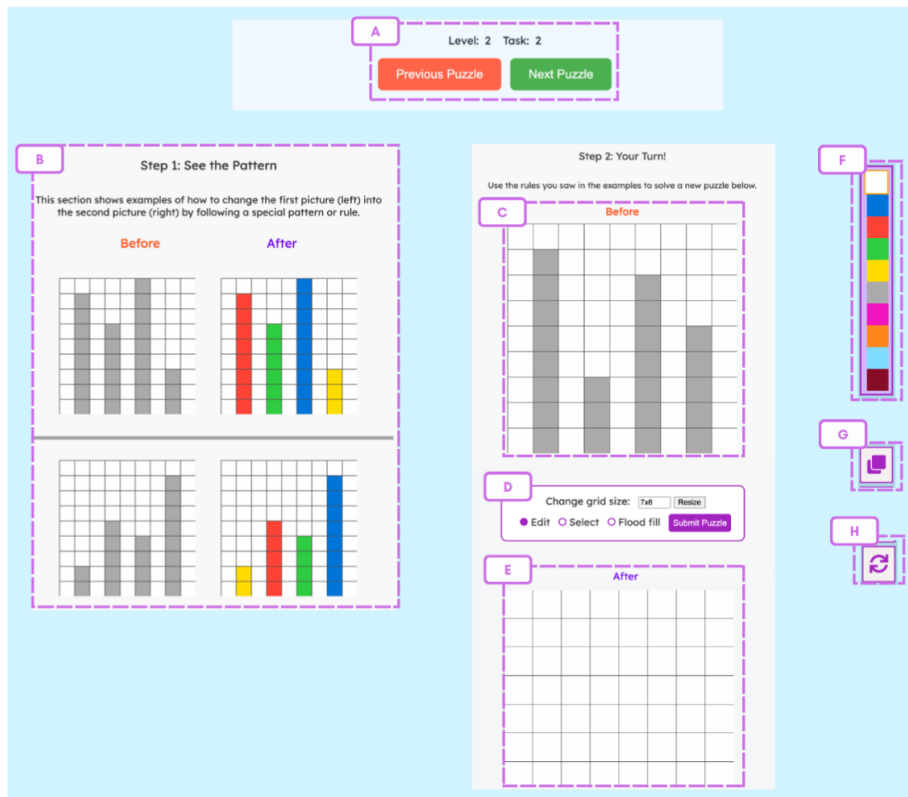 A
Level: 2 Task: 2
Previous Puzzle Next Puzzle
B
Step 1: See the Pattern
This section shows examples of how to change the first picture (left) into
the second picture (right) by following a special pattern or rule.
Before After
Step 2: Your Turn!
Use the rules you saw in the examples to solve a new puzzle below.
C
Before
D
Change grid size: 7x6 Resize
Edit Select Flood fill Submit Puzzle
E
After
F
G
H